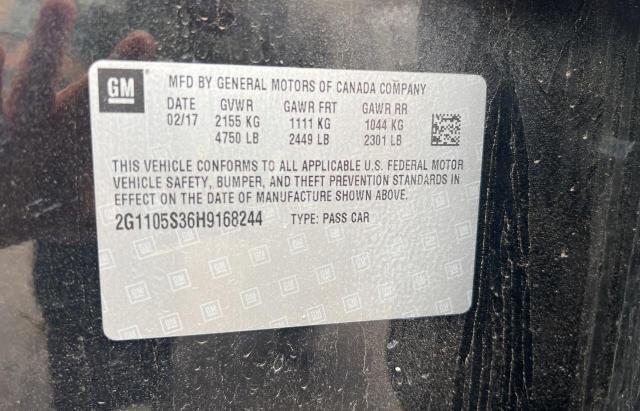 GM
MFD BY GENERAL MOTORS OF CANADA COMPANY
DATE GVWR GAWR FRT GAWR RR
02/17 2155 KG 1111 KG 1044 KG
4750 LB 2449 LB 2301 LB
THIS VEHICLE CONFORMS TO ALL APPLICABLE U.S. FEDERAL MOTOR
VEHICLE SAFETY, BUMPER, AND THEFT PREVENTION STANDARDS IN
EFFECT ON THE DATE OF MANUFACTURE SHOWN ABOVE.
2G1105S36H9168244 TYPE: PASS CAR